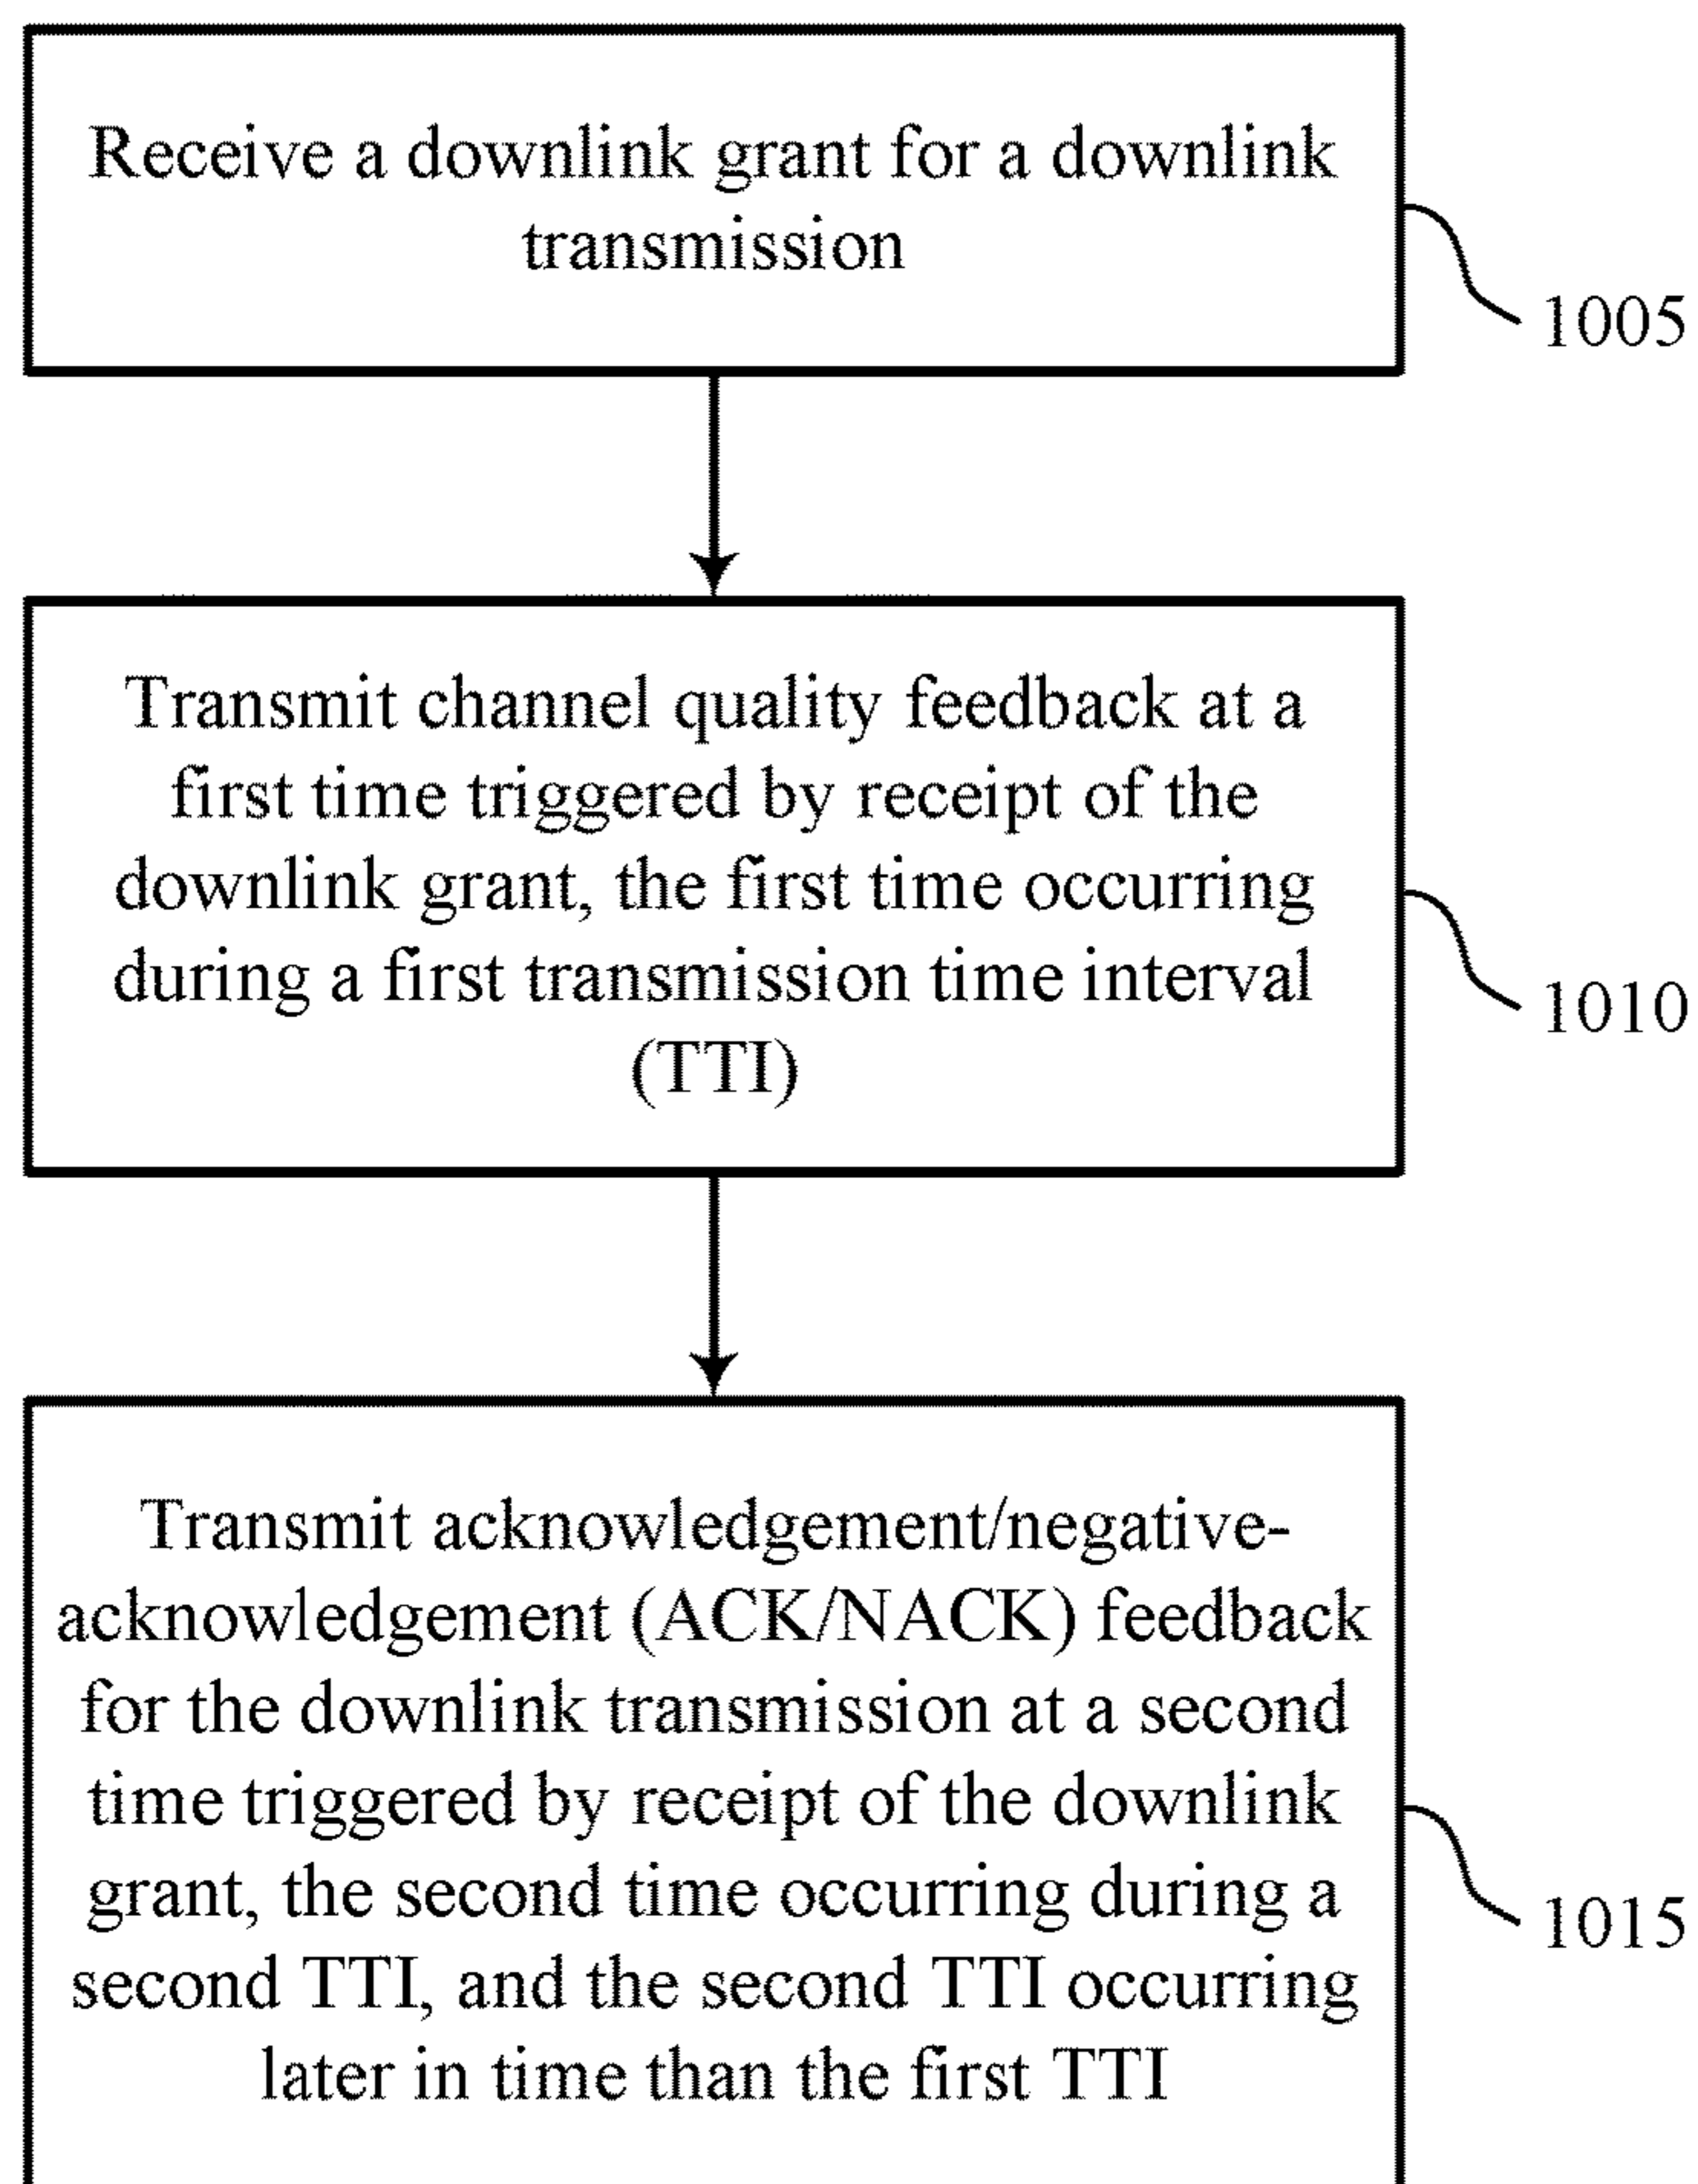 Receive a downlink grant for a downlink
transmission
1005
Transmit channel quality feedback at a
first time triggered by receipt of the
downlink grant, the first time occurring
during a first transmission time interval
(TTI)
1010
Transmit acknowledgement/negative-
acknowledgement (ACK/NACK) feedback
for the downlink transmission at a second
time triggered by receipt of the downlink
grant, the second time occurring during a
second TTI, and the second TTI occurring
later in time than the first TTI
1015